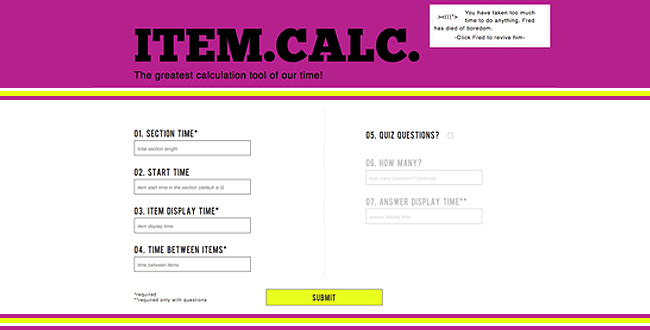 ITEM.CALC.
The greatest calculation tool of our time!
><(((°> You have taken too much
time to do anything. Fred
has died of boredom.
-Click Fred to revive him-
01. SECTION TIME*
total section length
02. START TIME
item start time in the section (default is 0)
03. ITEM DISPLAY TIME*
item display time
04. TIME BETWEEN ITEMS*
time between items
*required
**required only with questions
05. QUIZ QUESTIONS?
06. HOW MANY?
how many questions? (optional)
07. ANSWER DISPLAY TIME**
answer display time
SUBMIT